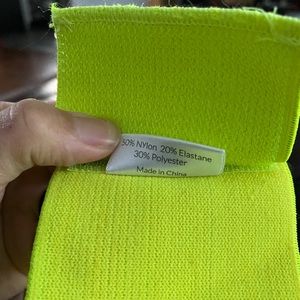 50% Nylon 20% Elastane
30% Polyester
Made in China